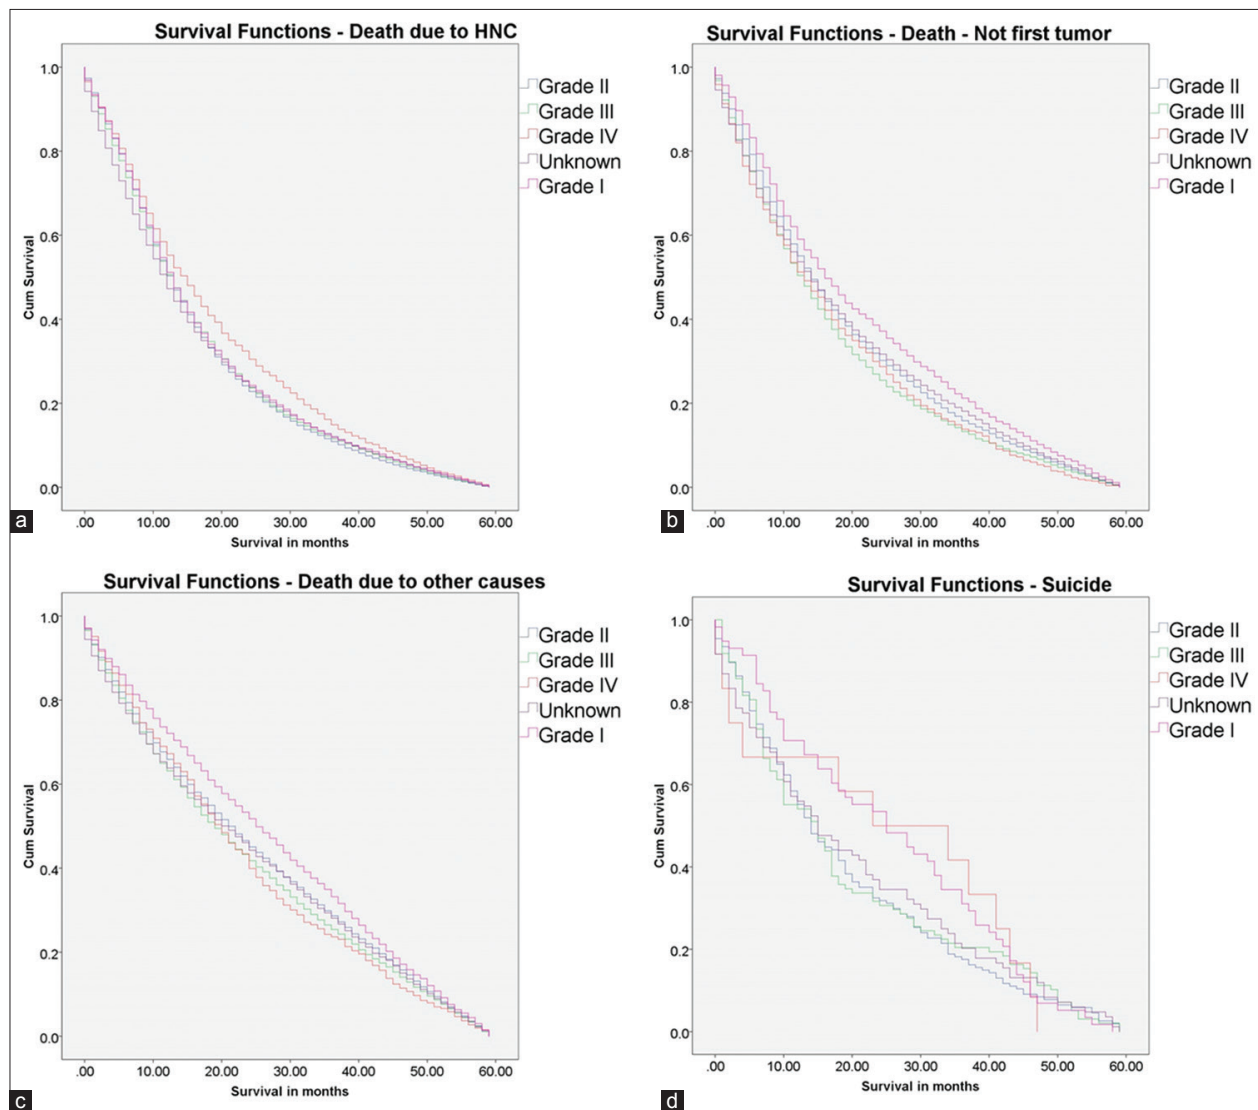 Survival Functions - Death due to HNC
1.0
0.8
0.6
0.4
0.2
0.0
Cum Survival
.00 10.00 20.00 30.00 40.00 50.00 60.00
Survival in months
Grade II
Grade III
Grade IV
Unknown
Grade I
a
Survival Functions - Death - Not first tumor
1.0
0.8
0.6
0.4
0.2
0.0
Cum Survival
.00 10.00 20.00 30.00 40.00 50.00 60.00
Survival in months
Grade II
Grade III
Grade IV
Unknown
Grade I
b
Survival Functions - Death due to other causes
1.0
0.8
0.6
0.4
0.2
0.0
Cum Survival
.00 10.00 20.00 30.00 40.00 50.00 60.00
Survival in months
Grade II
Grade III
Grade IV
Unknown
Grade I
c
Survival Functions - Suicide
1.0
0.8
0.6
0.4
0.2
0.0
Cum Survival
.00 10.00 20.00 30.00 40.00 50.00 60.00
Survival in months
Grade II
Grade III
Grade IV
Unknown
Grade I
d